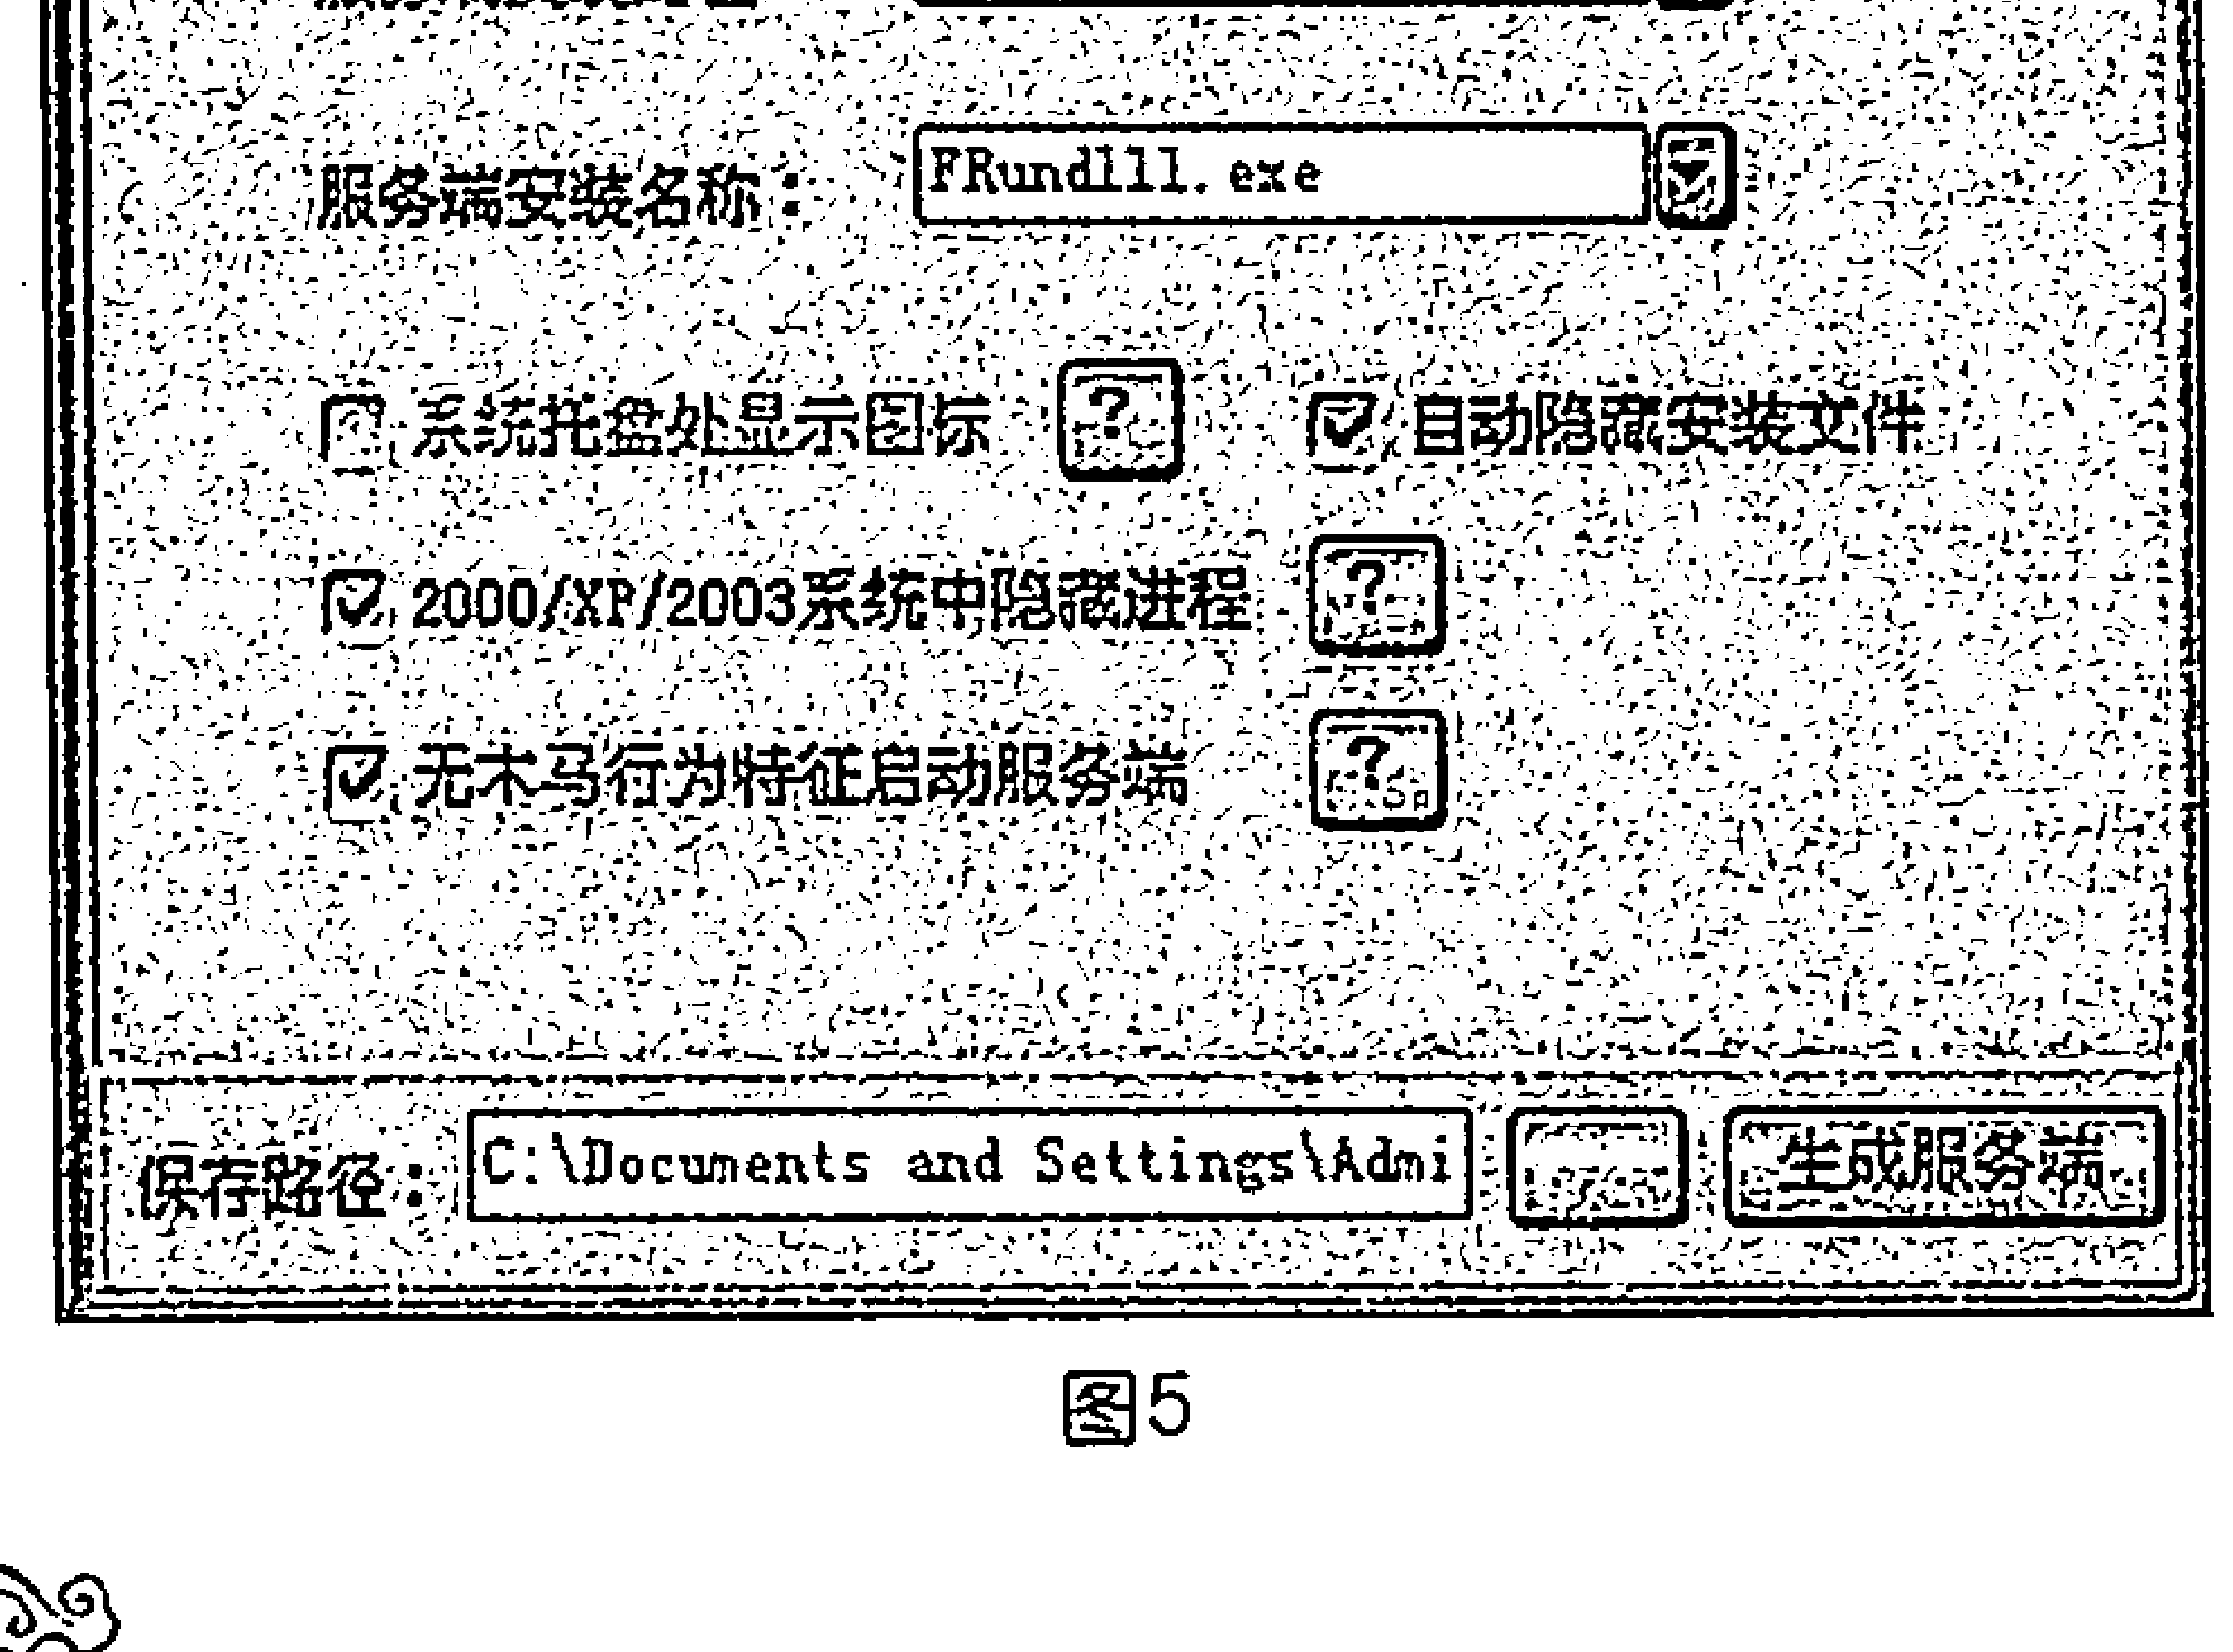 服务端安装名称： FRundlll.exe
系统托盘处显示图标 ? 自动隐藏安装文件
2000/XP/2003系统中隐藏进程 ?
无木马行为特征启动服务端 ?
保存路径： C:\Documents and Settings\Admi 生成服务端
图5